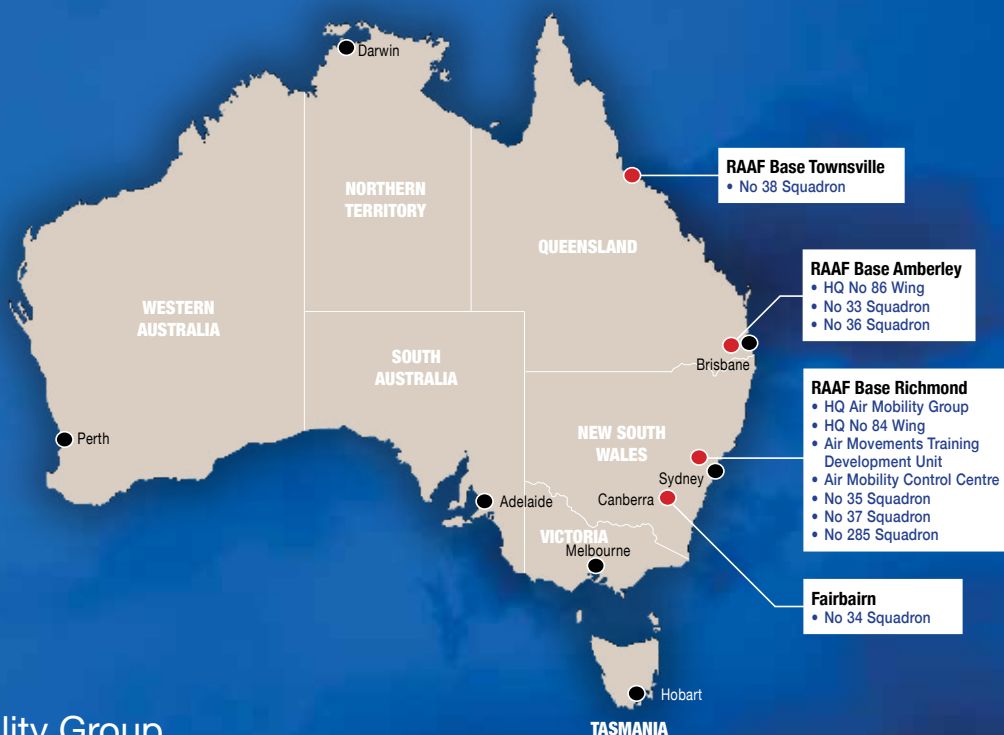 Darwin
RAAF Base Townsville
• No 38 Squadron
NORTHERN
TERRITORY
QUEENSLAND
RAAF Base Amberley
• HQ No 86 Wing
• No 33 Squadron
• No 36 Squadron
WESTERN
AUSTRALIA
SOUTH
AUSTRALIA
Brisbane
RAAF Base Richmond
• HQ Air Mobility Group
• HQ No 84 Wing
• Air Movements Training
Development Unit
• Air Mobility Control Centre
• No 35 Squadron
• No 37 Squadron
• No 285 Squadron
Perth
NEW SOUTH
WALES
Sydney
Adelaide
Canberra
VICTORIA
Melbourne
Fairbairn
• No 34 Squadron
Hobart
TASMANIA
Group